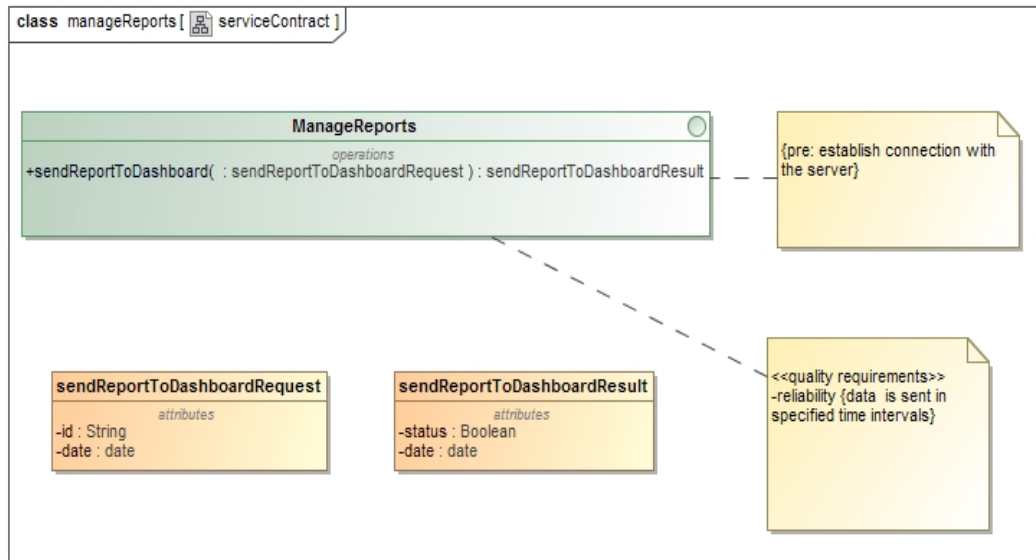 class manageReports[ serviceContract ]
ManageReports
operations
+sendReportToDashboard( : sendReportToDashboardRequest ) : sendReportToDashboardResult
{pre: establish connection with
the server}
<<quality requirements>>
-reliability {data is sent in
specified time intervals}
sendReportToDashboardRequest
attributes
-id : String
-date : date
sendReportToDashboardResult
attributes
-status : Boolean
-date : date